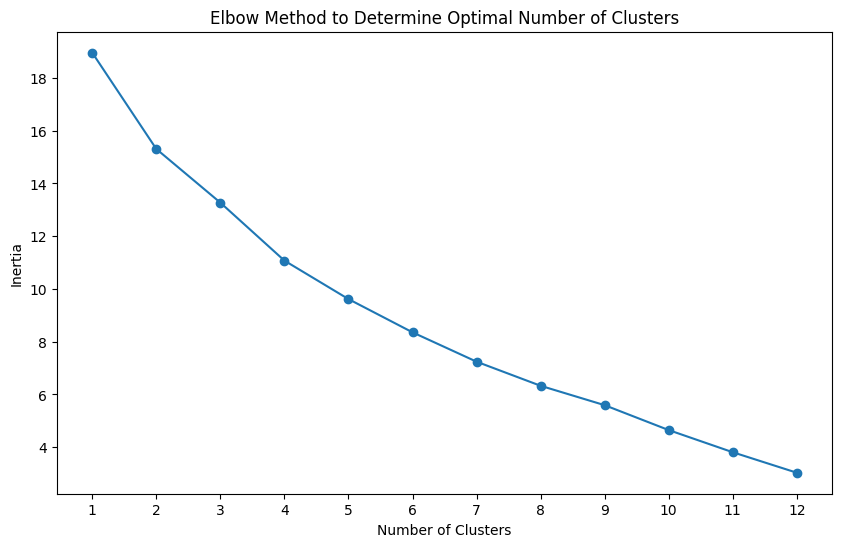 Elbow Method to Determine Optimal Number of Clusters
18
16
14
12
10
8
6
4
Inertia
1 2 3 4 5 6 7 8 9 10 11 12
Number of Clusters